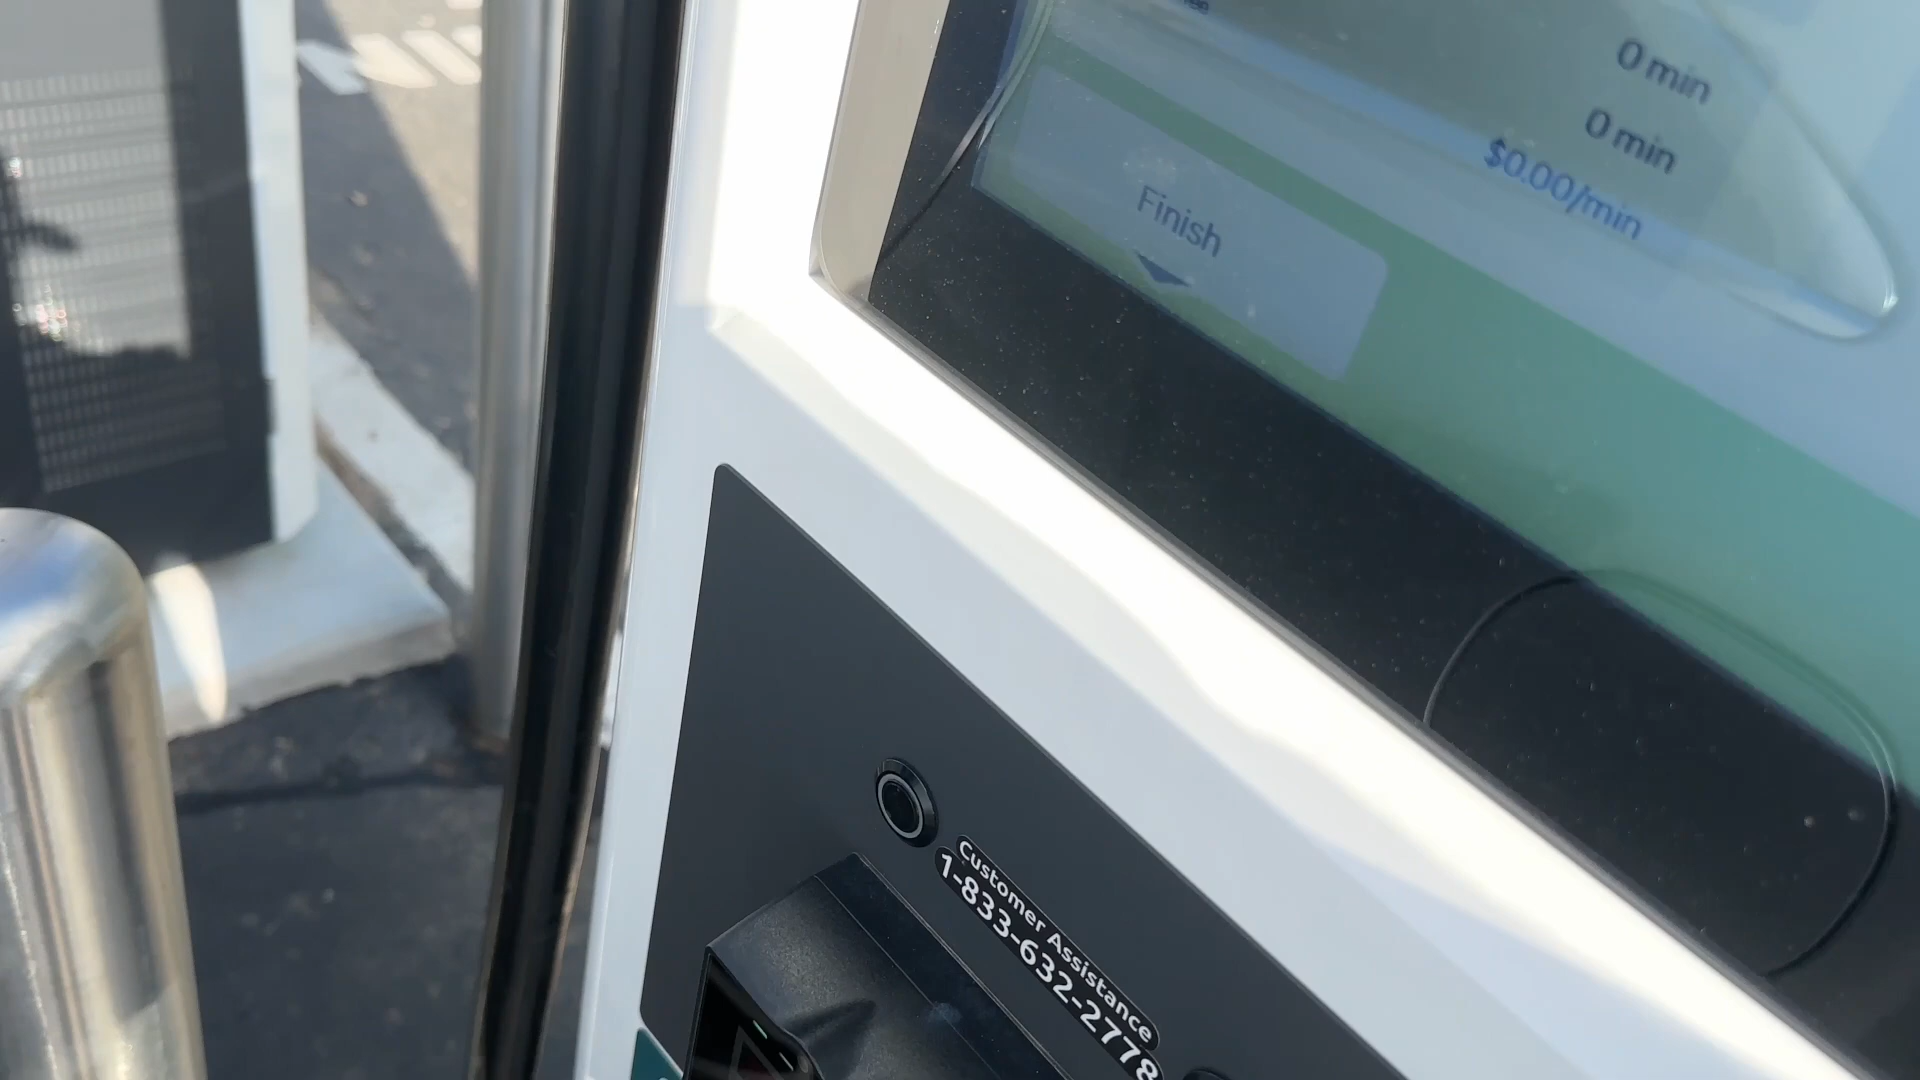 0 min
0 min
$0.00/min
Finish
Customer Assistance
1-833-632-2778